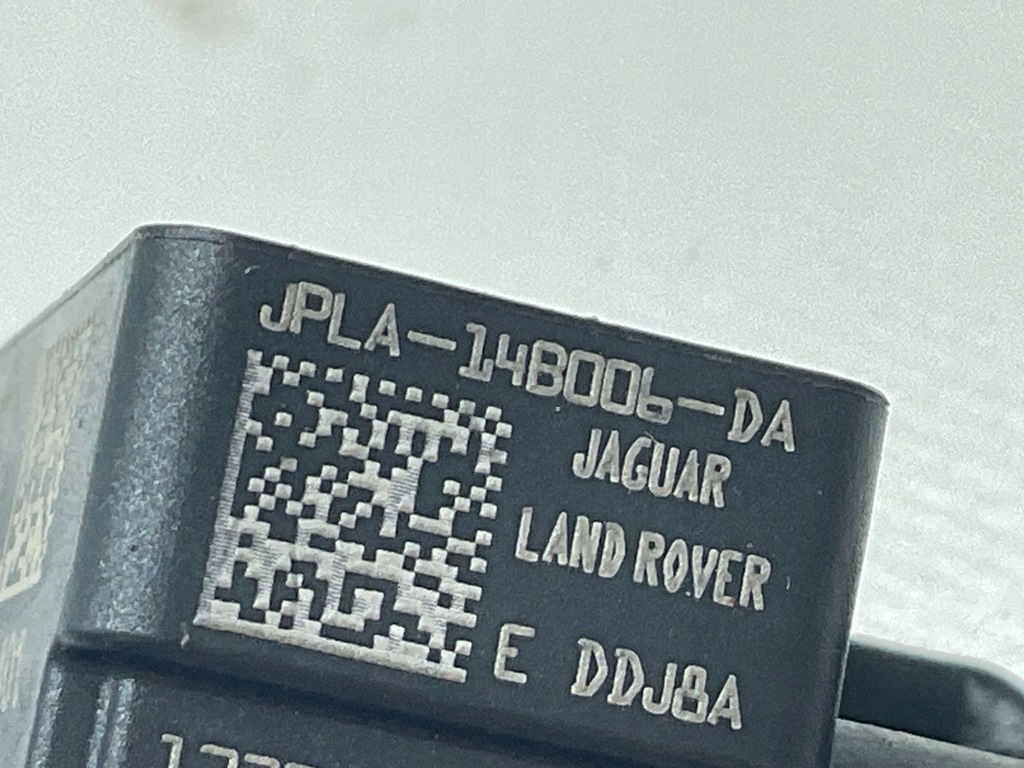 JPLA-14B006-DA
JAGUAR
LAND ROVER
E DDJ8A